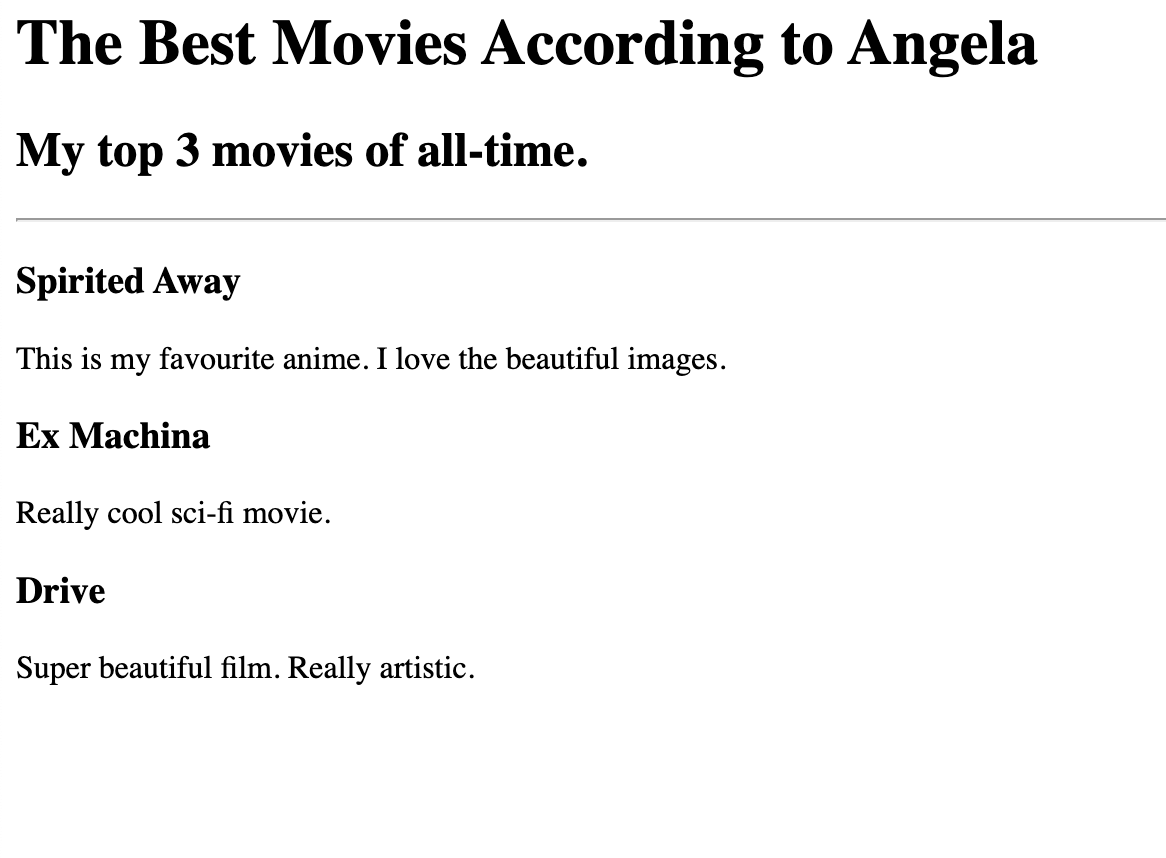 The Best Movies According to Angela
My top 3 movies of all-time.
Spirited Away
This is my favourite anime. I love the beautiful images.
Ex Machina
Really cool sci-fi movie.
Drive
Super beautiful film. Really artistic.